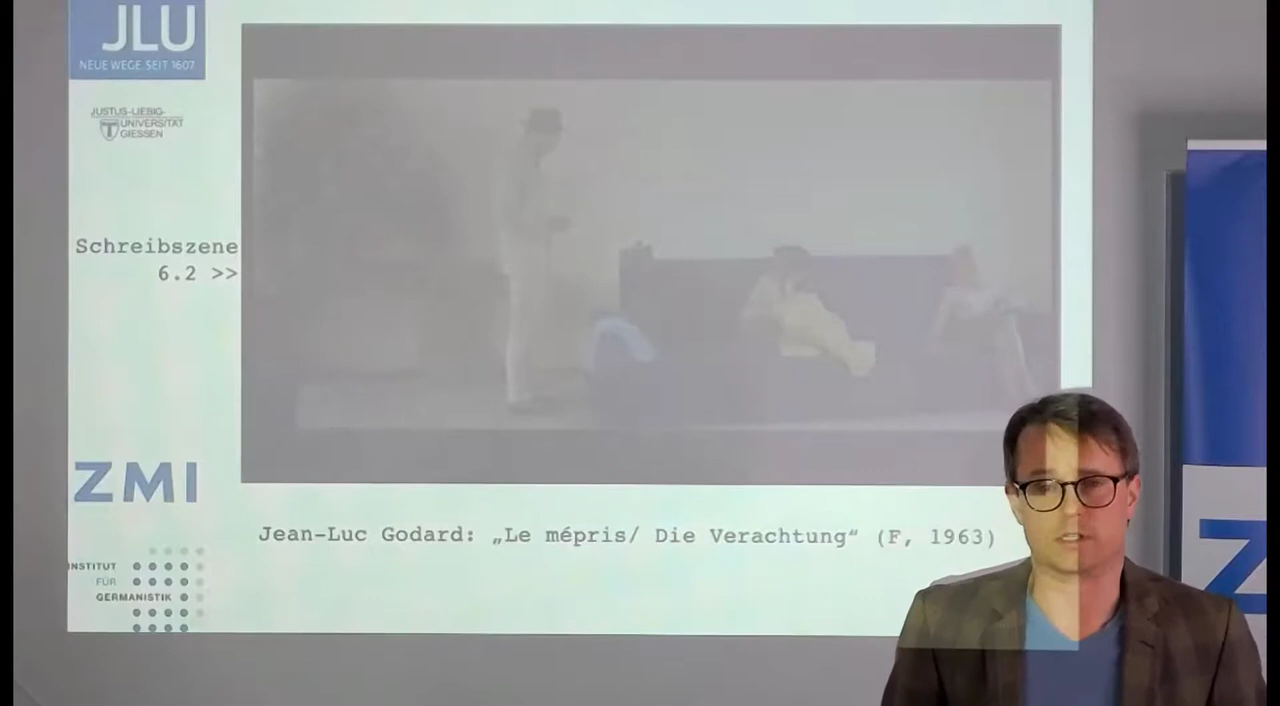 JLU
NEUE WEGE. SEIT 1607
JUSTUS-LIEBIG-
UNIVERSITÄT
GIESSEN
Schreibszene
6.2 >>
ZMI
Jean-Luc Godard: „Le mépris/ Die Verachtung“ (F, 1963)
INSTITUT
FÜR
GERMANISTIK
Z